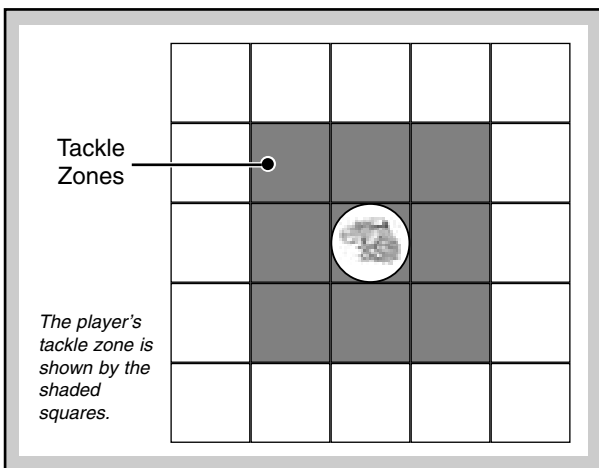 Tackle
Zones
The player's
tackle zone is
shown by the
shaded
squares.